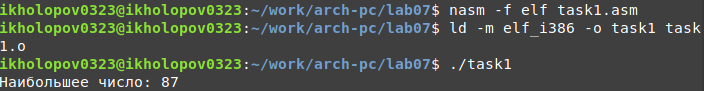 ikholopov0323@ikholopov0323:~/work/arch-pc/lab07$ nasm -f elf task1.asm
ikholopov0323@ikholopov0323:~/work/arch-pc/lab07$ ld -m elf_i386 -o task1 task
1.o
ikholopov0323@ikholopov0323:~/work/arch-pc/lab07$ ./task1
Наибольшее число: 87